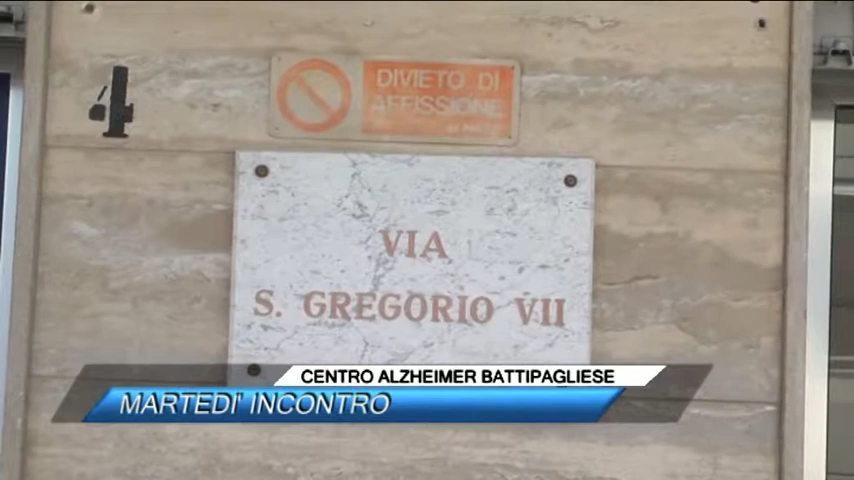 4
DIVIETO DI
AFFISSIONE
VIA
S. GREGORIO VII
CENTRO ALZHEIMER BATTIPAGLIESE
MARTEDI' INCONTRO